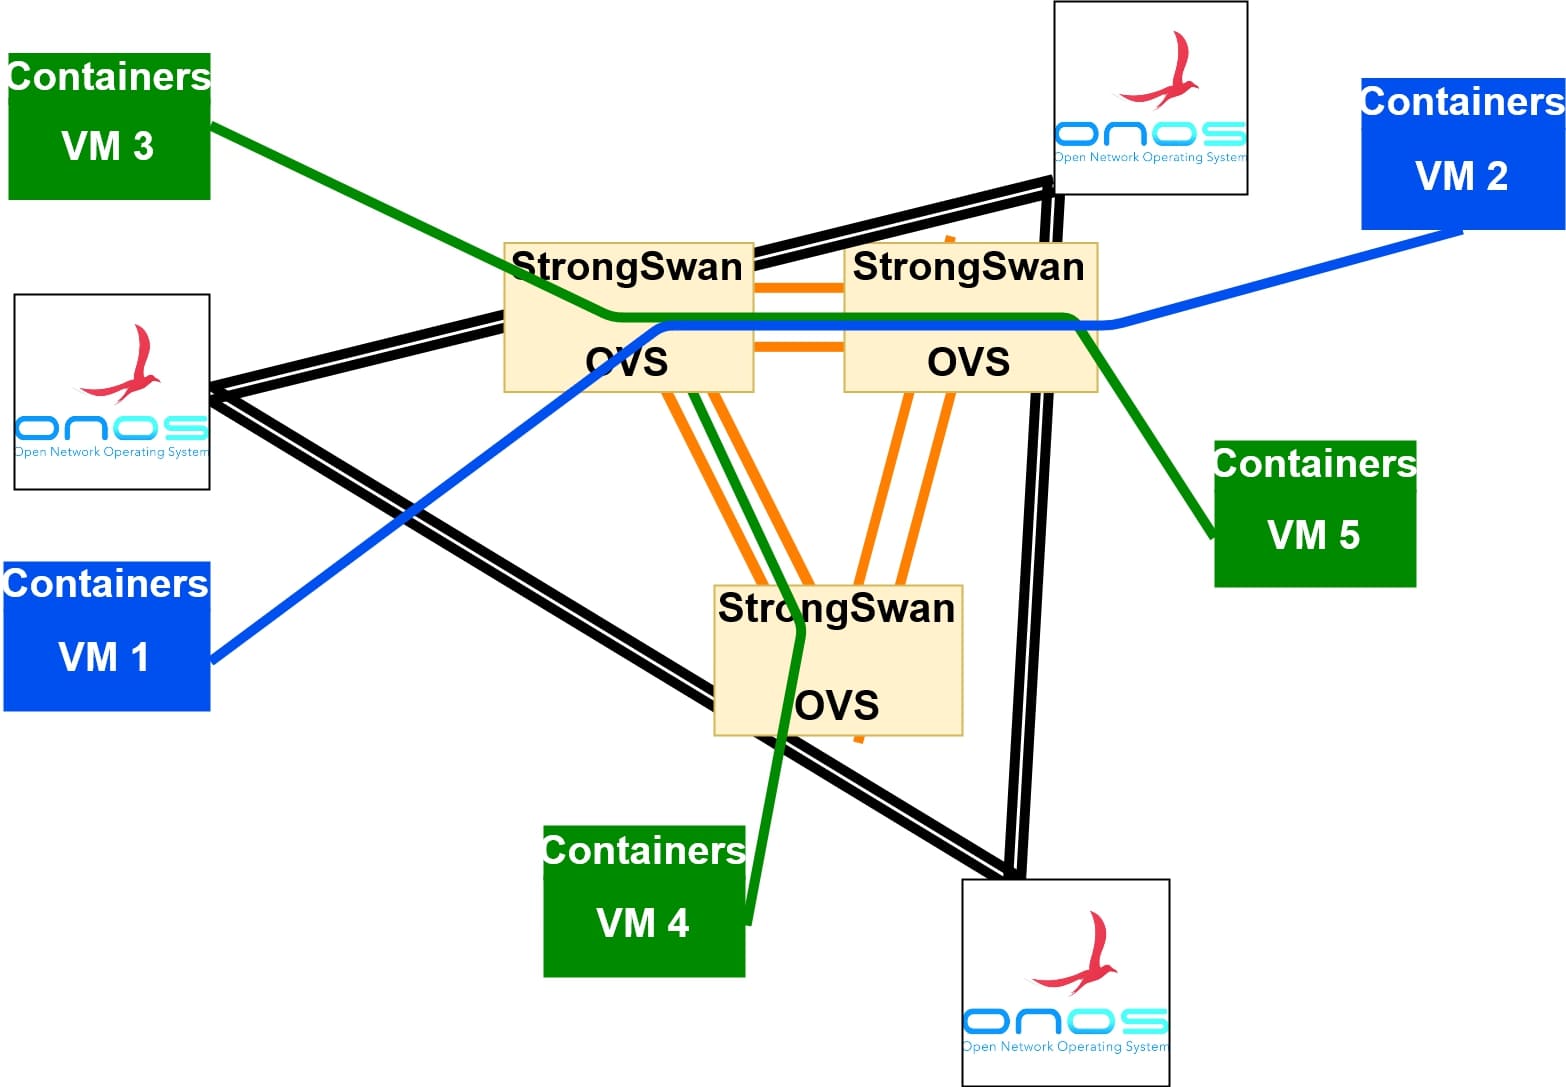 Containers
VM 3
onos
Open Network Operating System
Containers
VM 2
StrongSwan
OVS
StrongSwan
OVS
onos
Open Network Operating System
Containers
VM 5
Containers
VM 1
StrongSwan
OVS
Containers
VM 4
onos
Open Network Operating System